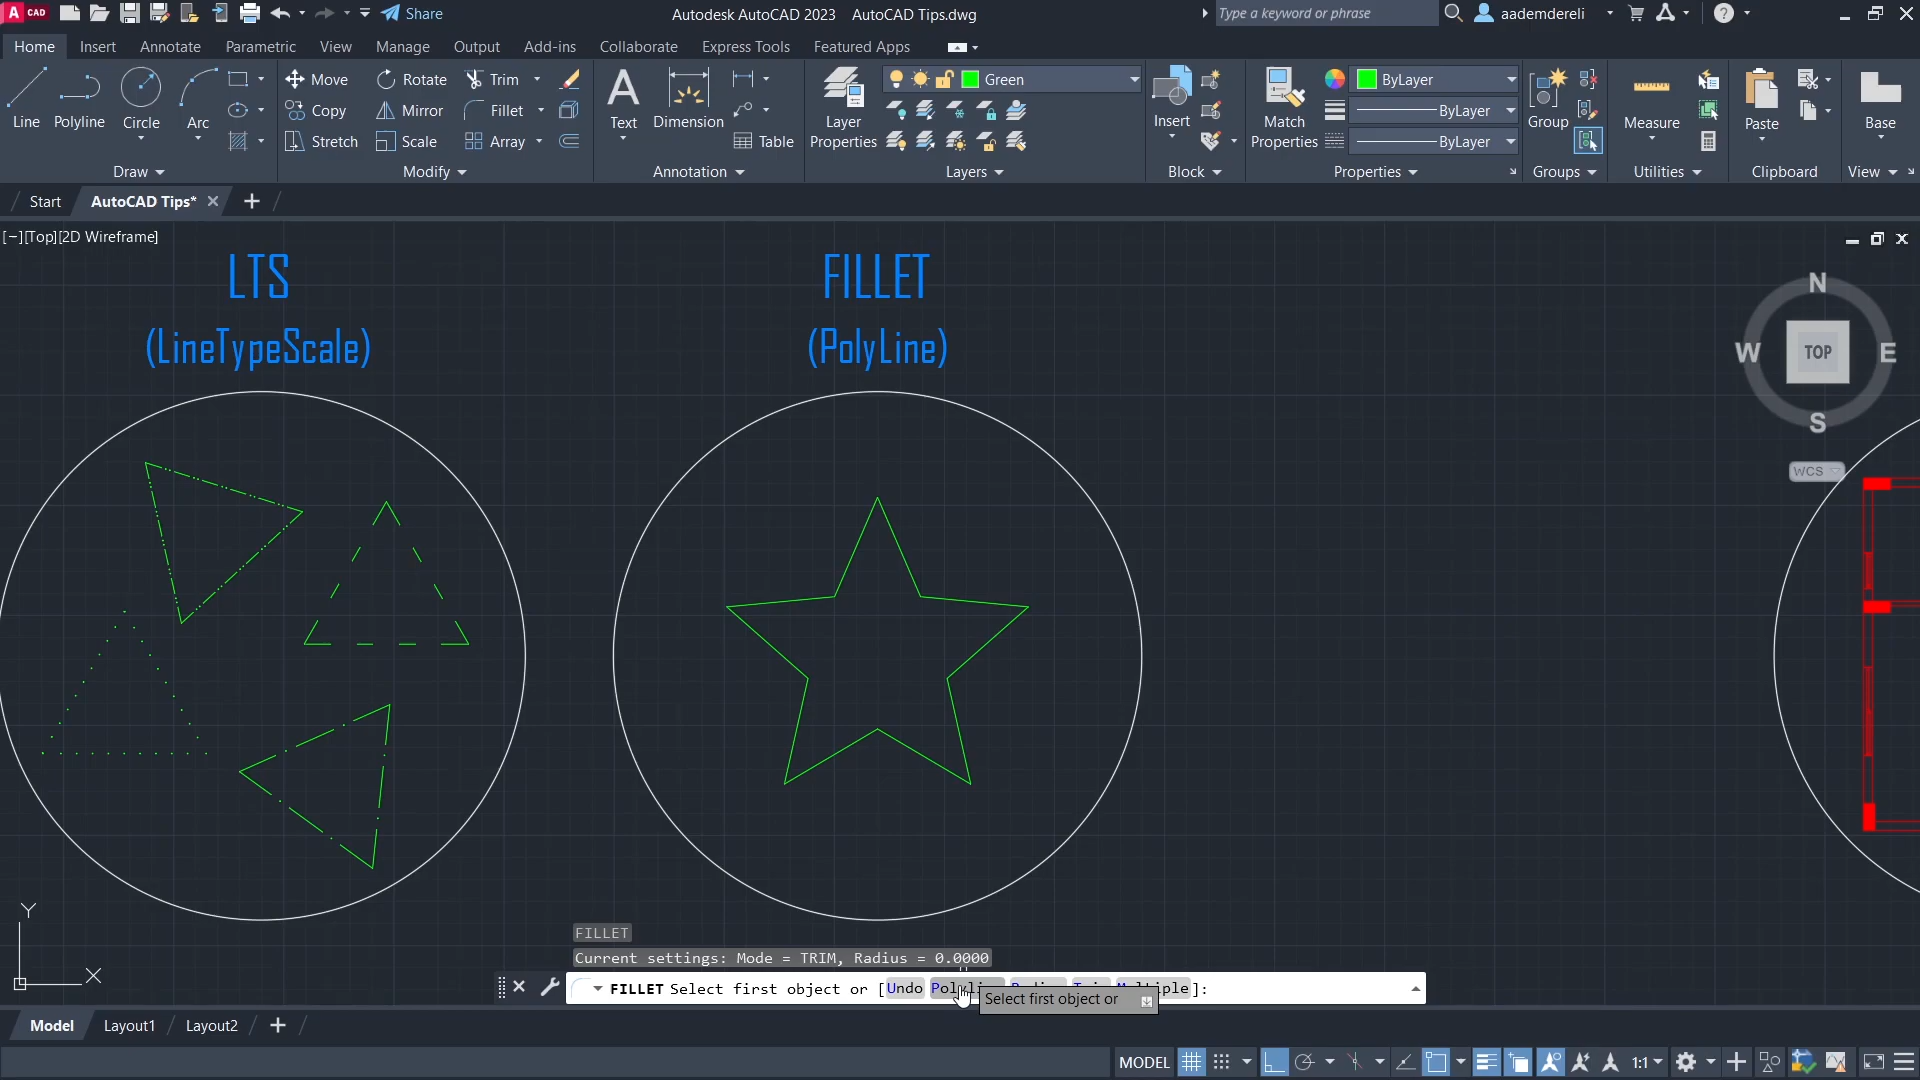 A CAD
Share
Autodesk AutoCAD 2023 AutoCAD Tips.dwg
Type a keyword or phrase
aademdereli
Home Insert Annotate Parametric View Manage Output Add-ins Collaborate Express Tools Featured Apps
Line Polyline Circle Arc
Move Rotate Trim
Copy Mirror Fillet
Stretch Scale Array
Text Dimension
Table
Layer Properties
Green
Insert
Match Properties
ByLayer
ByLayer
ByLayer
Group
Measure
Paste
Base
Draw Modify Annotation Layers Block Properties Groups Utilities Clipboard View
Start AutoCAD Tips*
[−][Top][2D Wireframe]
LTS
(LineTypeScale)
FILLET
(PolyLine)
N
W TOP E
S
WCS
Y
X
FILLET
Current settings: Mode = TRIM, Radius = 0.0000
FILLET Select first object or [Undo
Select first object or
Model Layout1 Layout2
MODEL
1:1